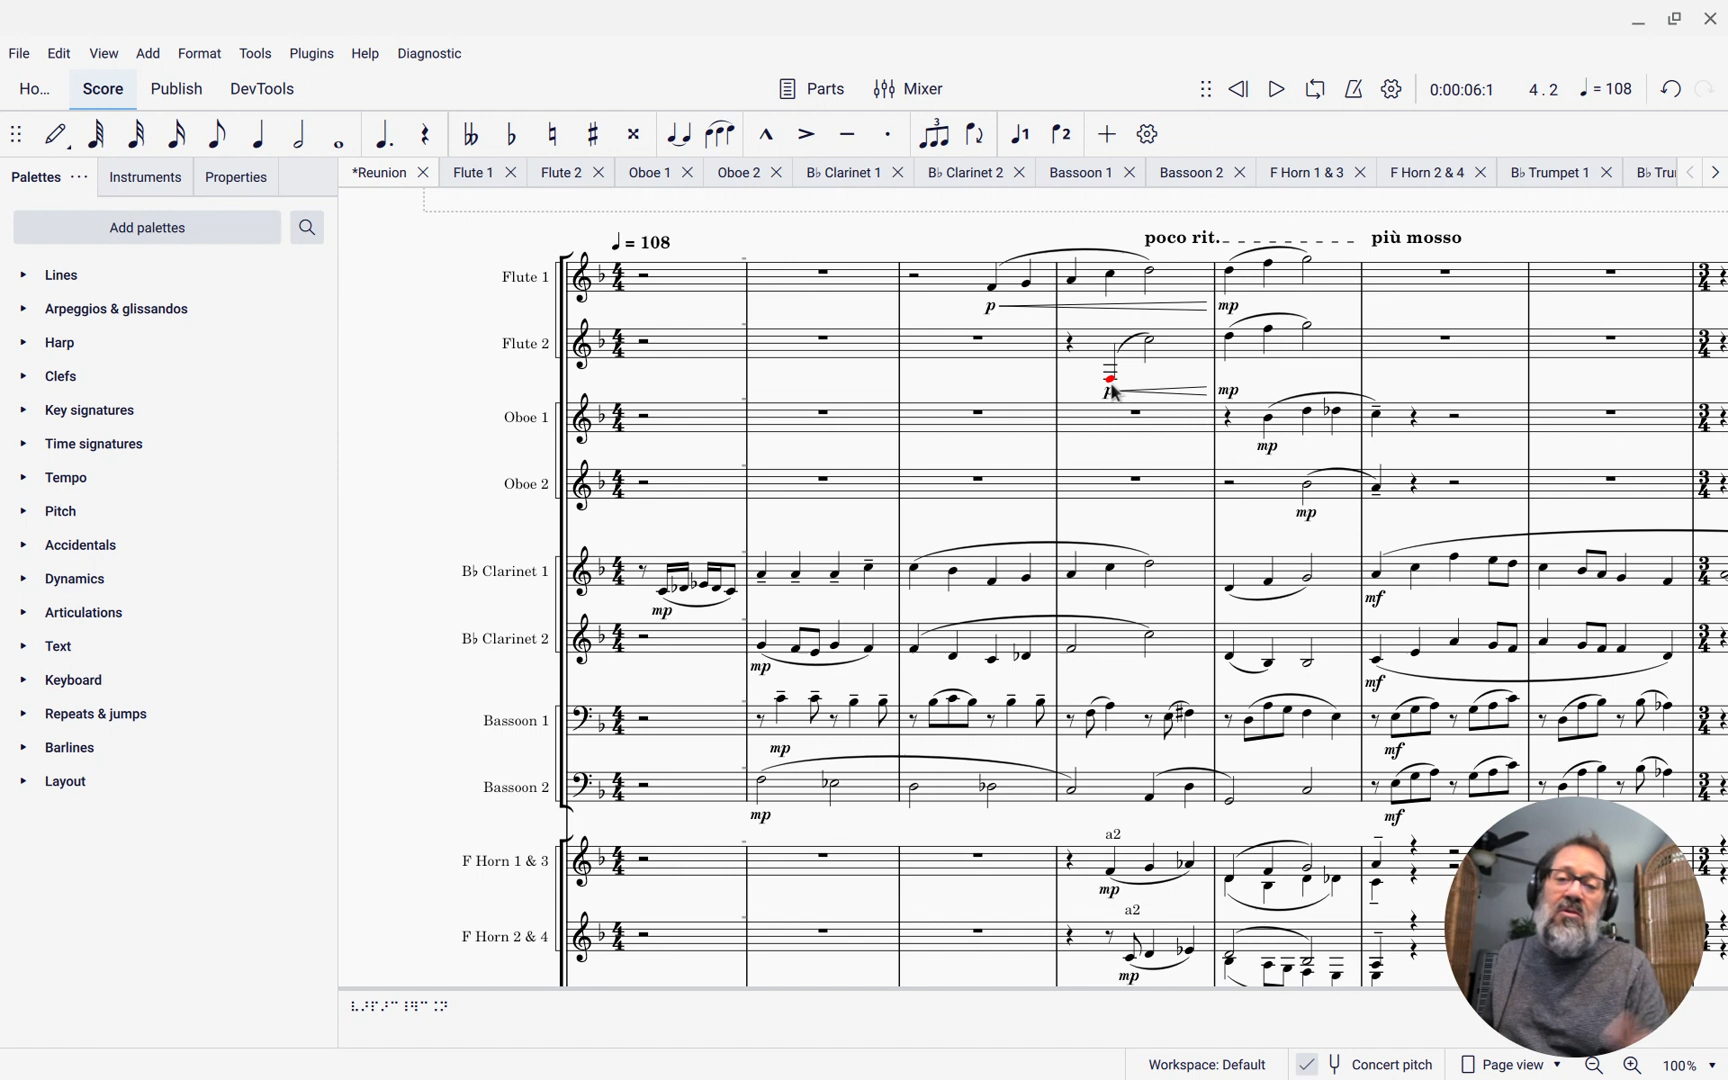 File Edit View Add Format Tools Plugins Help Diagnostic
Ho... Score Publish DevTools Parts Mixer 0:00:06:1 4 . 2 ♩ = 108
3 1 2
Palettes ··· Instruments Properties
*Reunion Flute 1 Flute 2 Oboe 1 Oboe 2 B♭ Clarinet 1 B♭ Clarinet 2 Bassoon 1 Bassoon 2 F Horn 1 & 3 F Horn 2 & 4 B♭ Trumpet 1 B♭ Tru
Add palettes
Lines
Arpeggios & glissandos
Harp
Clefs
Key signatures
Time signatures
Tempo
Pitch
Accidentals
Dynamics
Articulations
Text
Keyboard
Repeats & jumps
Barlines
Layout
♩ = 108 poco rit. più mosso
Flute 1
p mp
Flute 2
p mp
Oboe 1
mp
Oboe 2
mp
B♭ Clarinet 1
mp mf
B♭ Clarinet 2
mp mf
Bassoon 1
mp mf
Bassoon 2
mp mf
a2
F Horn 1 & 3
mp
a2
F Horn 2 & 4
mp
Workspace: Default Concert pitch Page view 100%